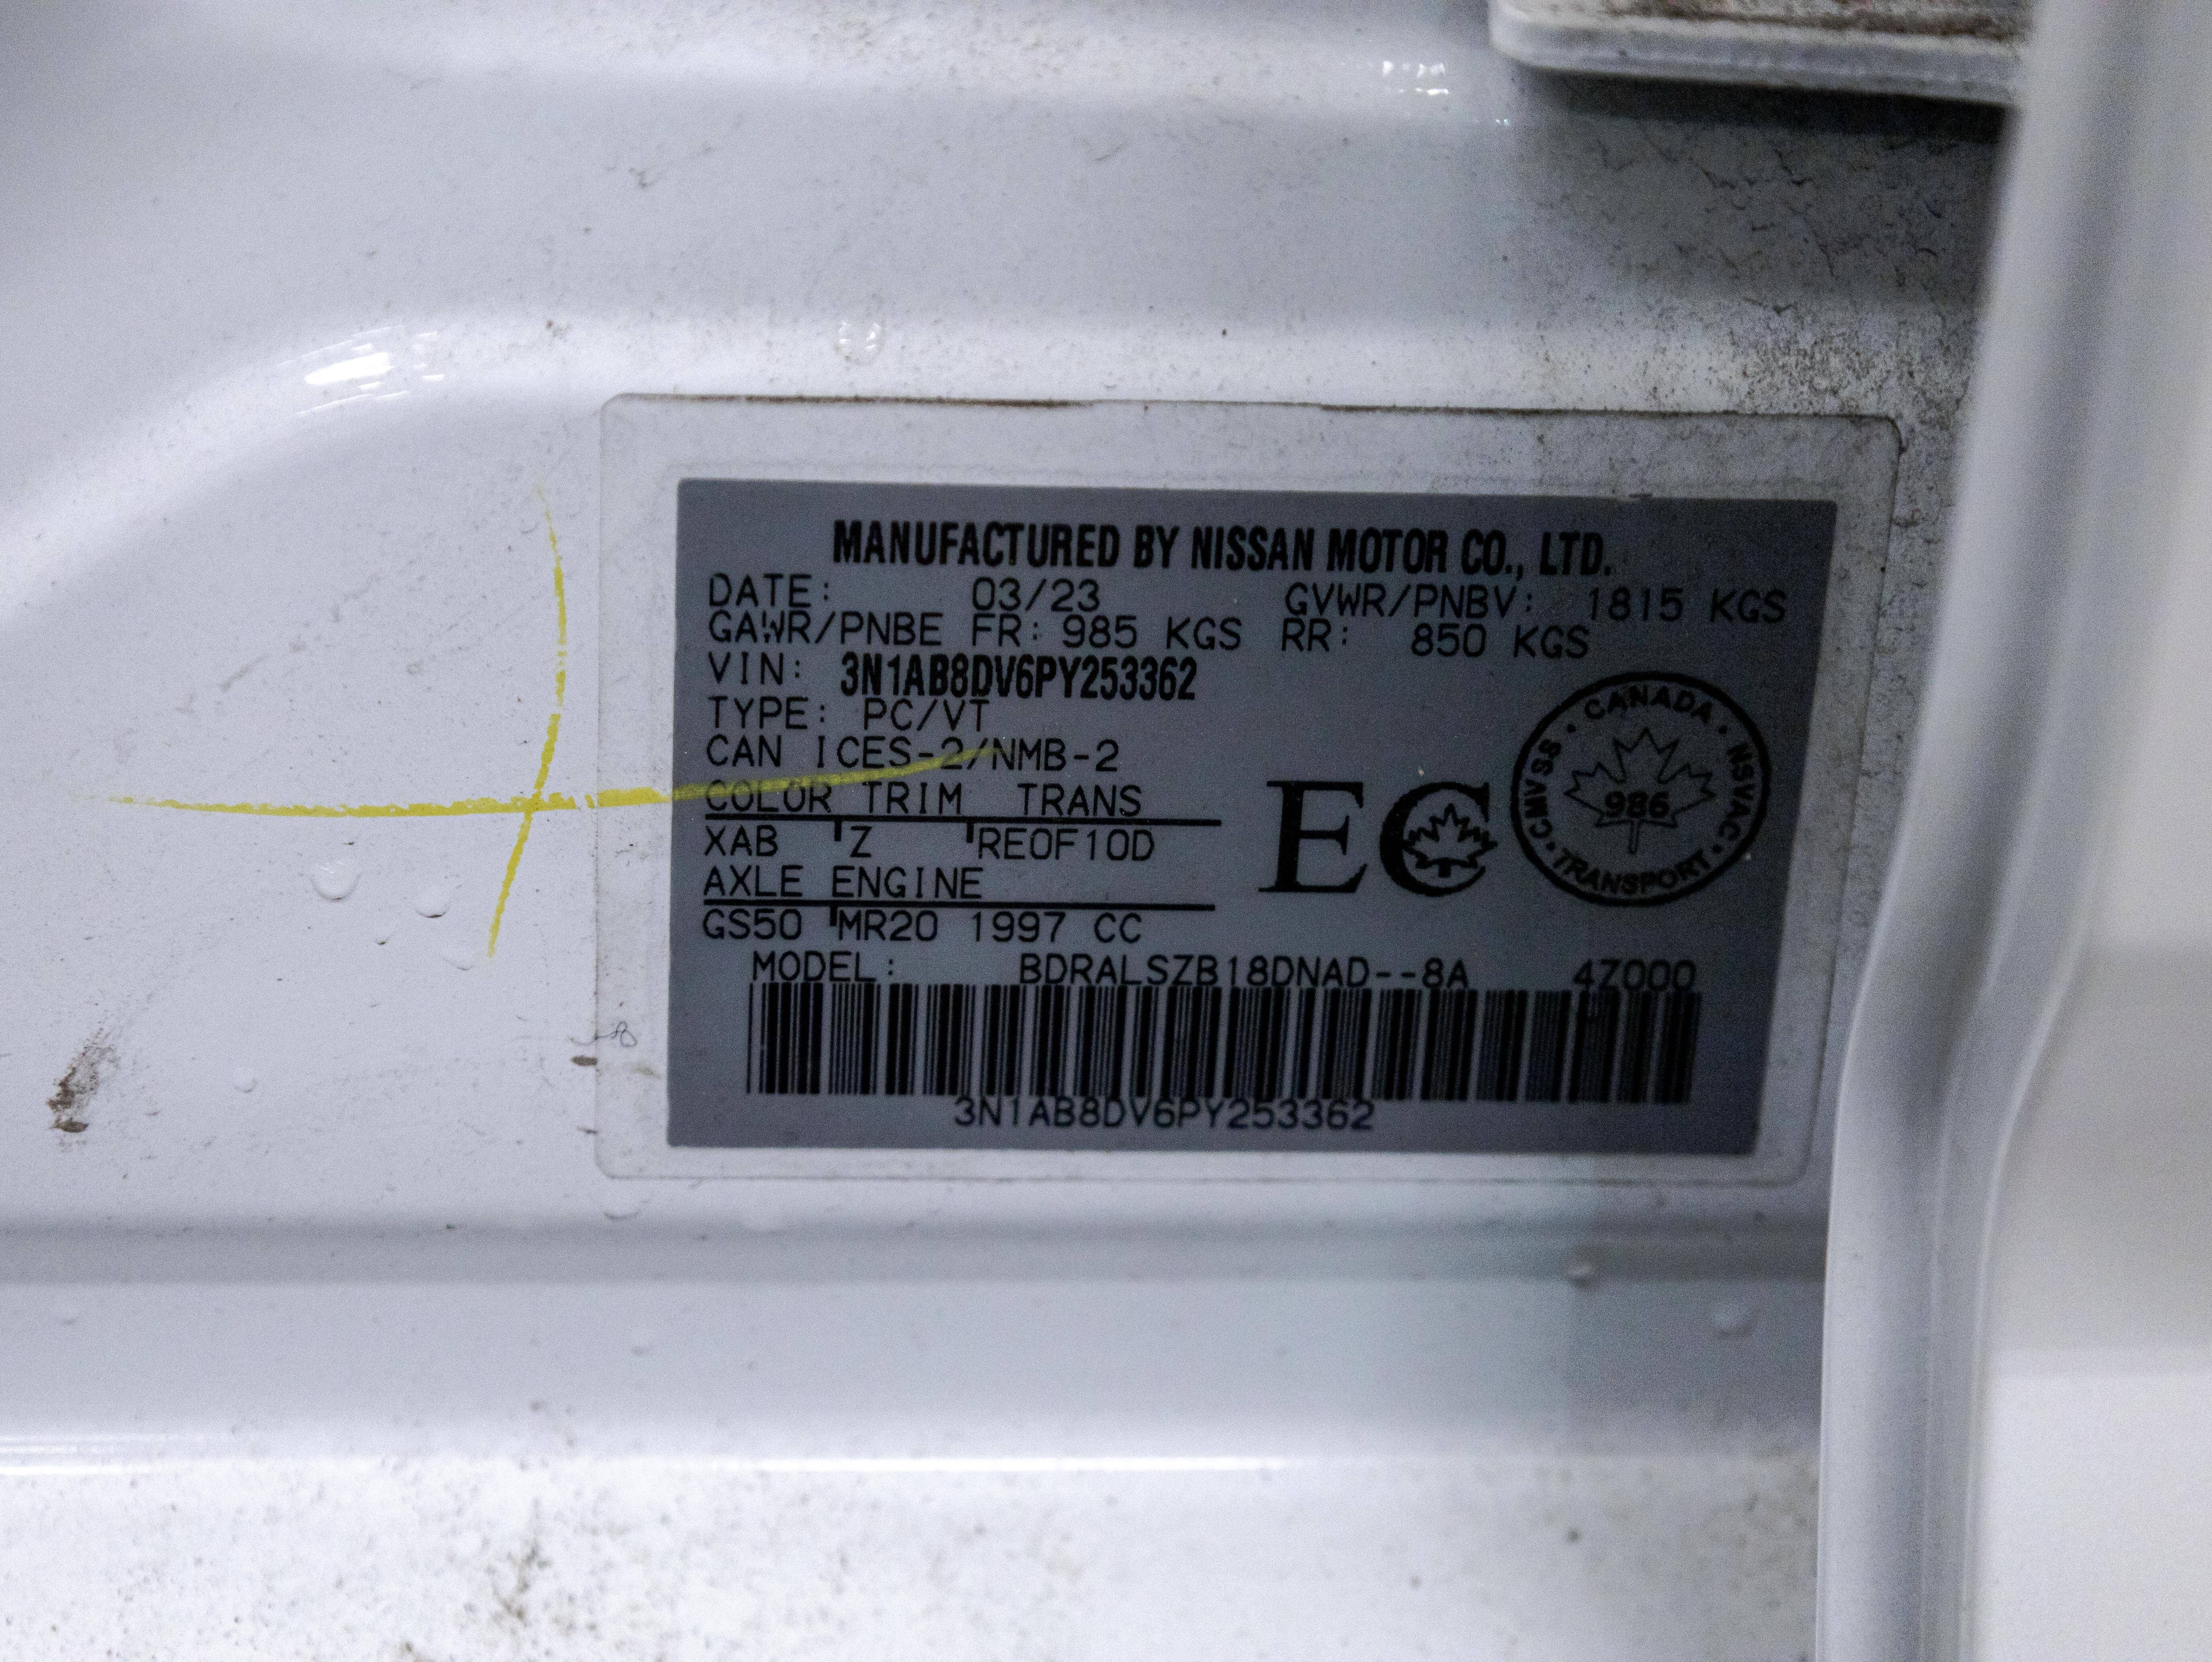 MANUFACTURED BY NISSAN MOTOR CO., LTD.
DATE: 03/23 GVWR/PNBV: 1815 KGS
GAWR/PNBE FR: 985 KGS RR: 850 KGS
VIN: 3N1AB8DV6PY253362
TYPE: PC/VT
CAN ICES-2/NMB-2
COLOR TRIM TRANS
XAB Z RE0F10D
AXLE ENGINE
GS50 MR20 1997 CC
MODEL: BDRALSZB18DNAD--8A 4Z000
3N1AB8DV6PY253362
EC
CANADA · NSVAC · TRANSPORT · CMVSS ·
986